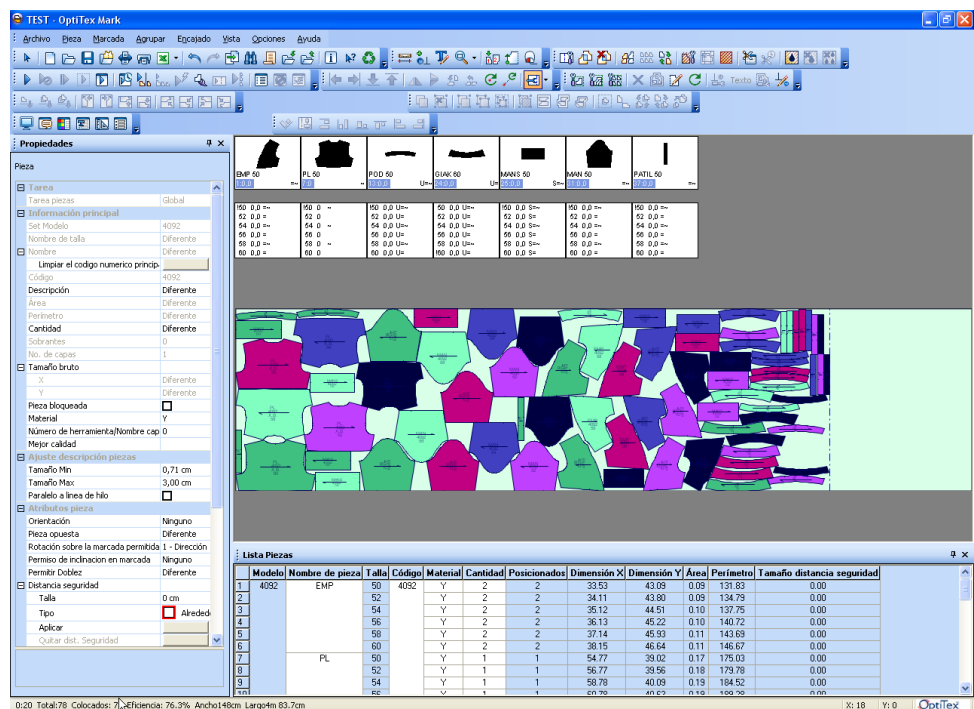 TEST - OptiTex Mark
Archivo Pieza Marcada Agrupar Encajado Vista Opciones Ayuda
Texto
Propiedades
Pieza
Tarea
Tarea piezas Global
Información principal
Set Modelo 4092
Nombre de talla Diferente
Nombre Diferente
Limpiar el codigo numerico princip.
Código 4092
Descripción Diferente
Área Diferente
Perímetro Diferente
Cantidad Diferente
Sobrantes 0
No. de capas 1
Tamaño bruto
X Diferente
Y Diferente
Pieza bloqueada
Material Y
Número de herramienta/Nombre cap 0
Mejor calidad
Ajuste descripción piezas
Tamaño Min 0,71 cm
Tamaño Max 3,00 cm
Paralelo a linea de hilo
Atributos pieza
Orientación Ninguno
Pieza opuesta Diferente
Rotación sobre la marcada permitida 1 - Dirección
Permiso de inclinacion en marcada Ninguno
Permitir Doblez Diferente
Distancia seguridad
Talla 0 cm
Tipo Alreded
Aplicar
Quitar dist. Seguridad
EMP 50 PL 50 POD 50 GIAK 50 MANS 50 MAN 50 PATIL 50
Lista Piezas
Modelo Nombre de pieza Talla Código Material Cantidad Posicionados Dimensión X Dimensión Y Área Perímetro Tamaño distancia seguridad
1 4092 EMP 50 4092 Y 2 2 33.53 43.09 0.09 131.83 0.00
2 52 Y 2 2 34.11 43.80 0.09 134.79 0.00
3 54 Y 2 2 35.12 44.51 0.10 137.75 0.00
4 56 Y 2 2 36.13 45.22 0.10 140.72 0.00
5 58 Y 2 2 37.14 45.93 0.11 143.69 0.00
6 60 Y 2 2 38.15 46.64 0.11 146.67 0.00
7 PL 50 Y 1 1 54.77 39.02 0.17 175.03 0.00
8 52 Y 1 1 56.77 39.56 0.18 179.78 0.00
9 54 Y 1 1 58.78 40.09 0.19 184.52 0.00
0:20 Total:78 Colocados: Eficiencia: 76.3% Ancho148cm Largo4m 83.7cm X: 18 Y: 0 OptiTex